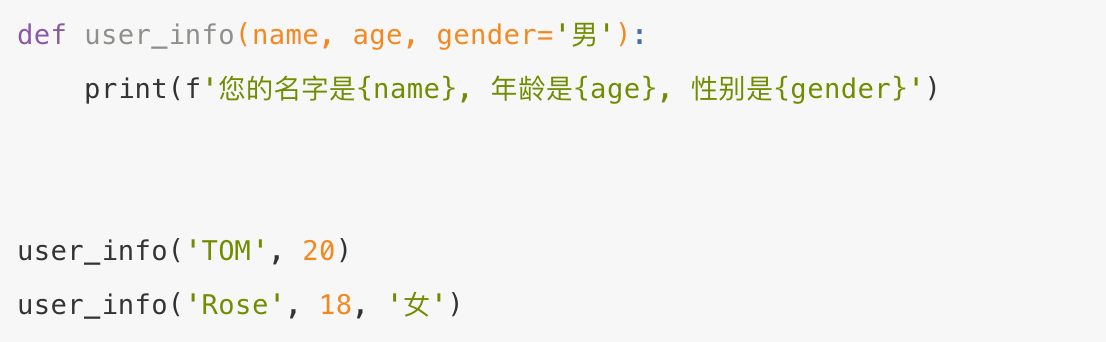 def user_info(name, age, gender='男'):
    print(f'您的名字是{name}, 年龄是{age}, 性别是{gender}')
user_info('TOM', 20)
user_info('Rose', 18, '女')